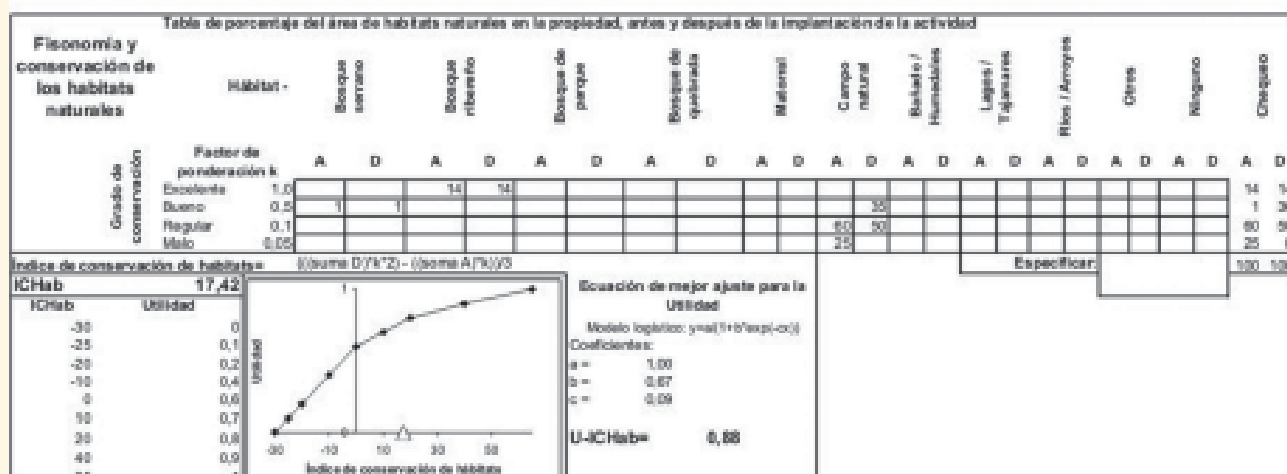 Tabla de porcentaje del área de habitats naturales en la propiedad, antes y después de la implantación de la actividad
Fisonomía y conservación de los habitats naturales
Hábitat -
Bosque serrano
Bosque ribereño
Bosque de parque
Bosque de quebrada
Matorral
Campo natural
Bañado / Humedales
Lagos / Tajamares
Ríos / Arroyos
Otros
Ninguno
Chequeo
Grado de conservación
Factor de ponderación k
A D A D A D A D A D A D A D A D A D A D A D A D
Excelente 1,0 14 14 14
Bueno 0,5 1 1 35 1
Regular 0,1 60 50 60
Malo 0,05 25 25
Especificar:
100
Índice de conservación de habitats=
ICHab 17,42
ICHab Utilidad
-30 0
-25 0,1
-20 0,2
-10 0,4
0 0,6
10 0,7
20 0,8
40 0,9
1
Utilidad
-30 -10 10 30 50
Índice de conservación de hábitats
Ecuación de mejor ajuste para la Utilidad
Modelo logístico: y=a/(1+b*exp(-cx))
Coeficientes:
a = 1,00
b = 0,67
c = 0,09
U-ICHab= 0,88